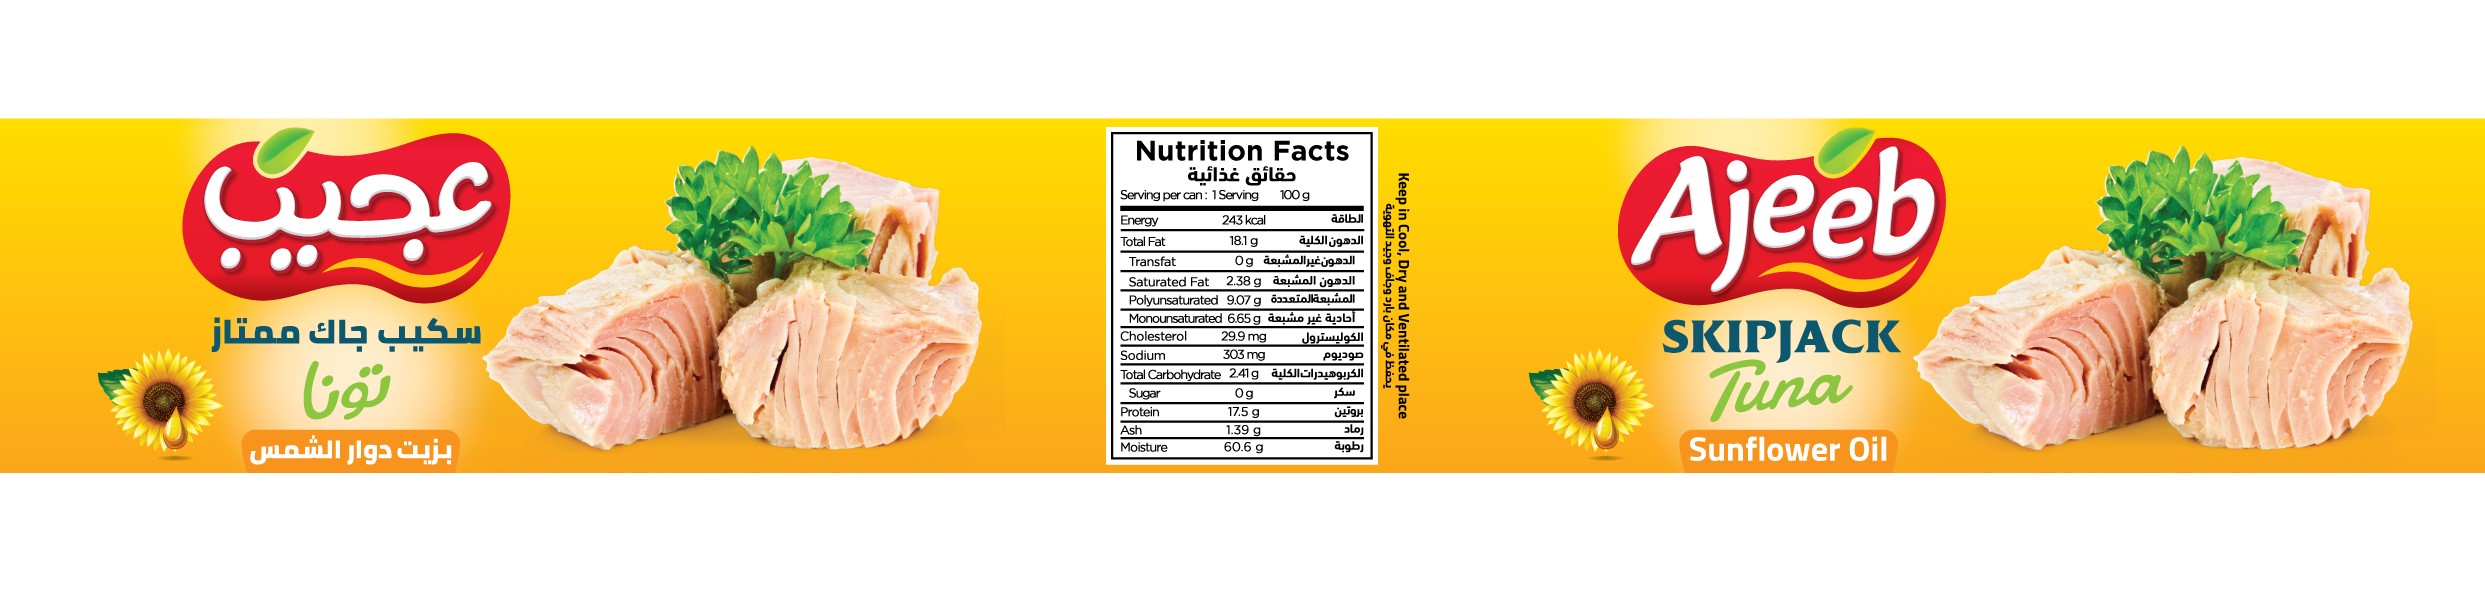 عجيب
سكيب جاك ممتاز
تونا
بزيت دوار الشمس
Nutrition Facts
حقائق غذائية
Serving per can : 1 Serving 100 g
Energy 243 kcal الطاقة
Total Fat 18.1 g الدهون الكلية
Transfat 0 g الدهون غير المشبعة
Saturated Fat 2.38 g الدهون المشبعة
Polyunsaturated 9.07 g المشبعة المتعددة
Monounsaturated 6.65 g أحادية غير مشبعة
Cholesterol 29.9 mg الكوليسترول
Sodium 303 mg صوديوم
Total Carbohydrate 2.41 g الكربوهيدرات الكلية
Sugar 0 g سكر
Protein 17.5 g بروتين
Ash 1.39 g رماد
Moisture 60.6 g رطوبة
Keep in Cool, Dry and Ventilated place
يحفظ في مكان بارد وجاف وجيد التهوية
Ajeeb
SKIPJACK
Tuna
Sunflower Oil